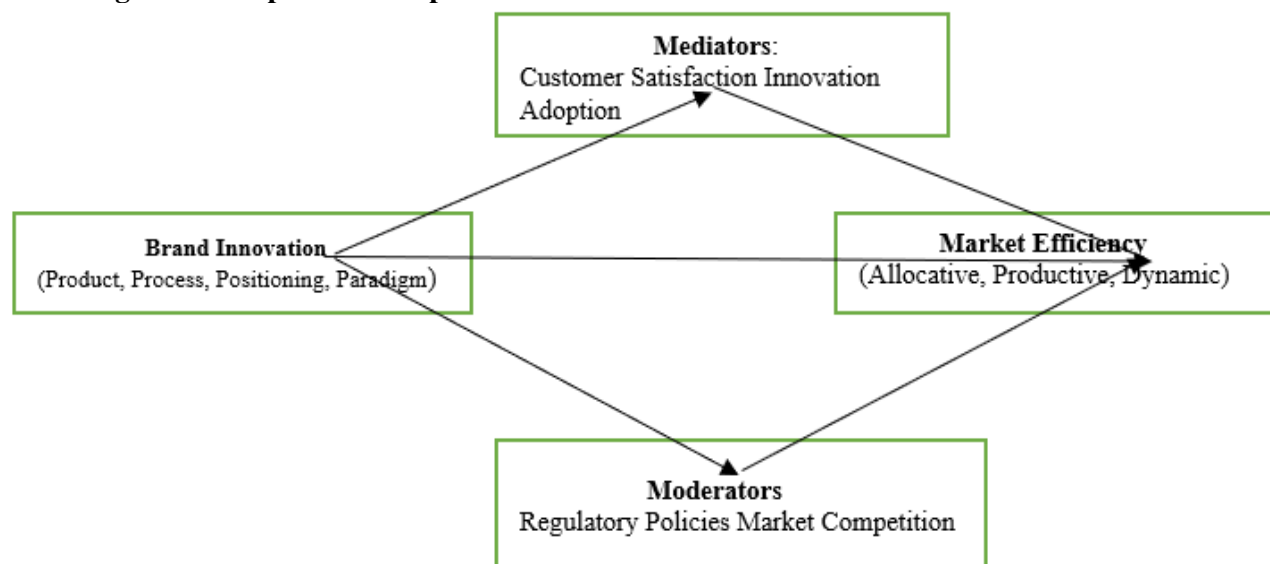 Mediators:
Customer Satisfaction Innovation
Adoption
Brand Innovation
(Product, Process, Positioning, Paradigm)
Market Efficiency
(Allocative, Productive, Dynamic)
Moderators
Regulatory Policies Market Competition